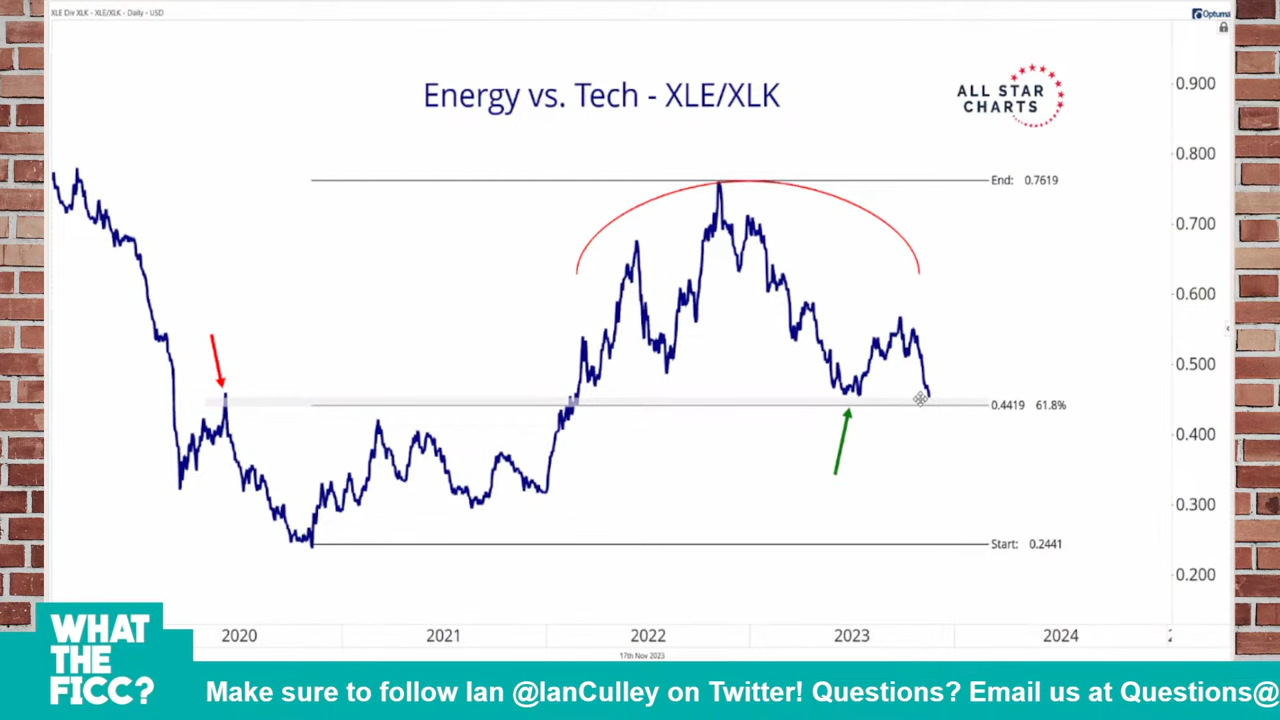 XLE Div XLK - XLE/XLK - Daily - USD
Optuma
Energy vs. Tech - XLE/XLK
ALL STAR
CHARTS
0.900
0.800
End: 0.7619
0.700
0.600
0.500
0.4419 61.8%
0.400
0.300
Start: 0.2441
0.200
2020 2021 2022 2023 2024 2
17th Nov 2023
WHAT
THE
FICC?
Make sure to follow Ian @IanCulley on Twitter! Questions? Email us at Questions@